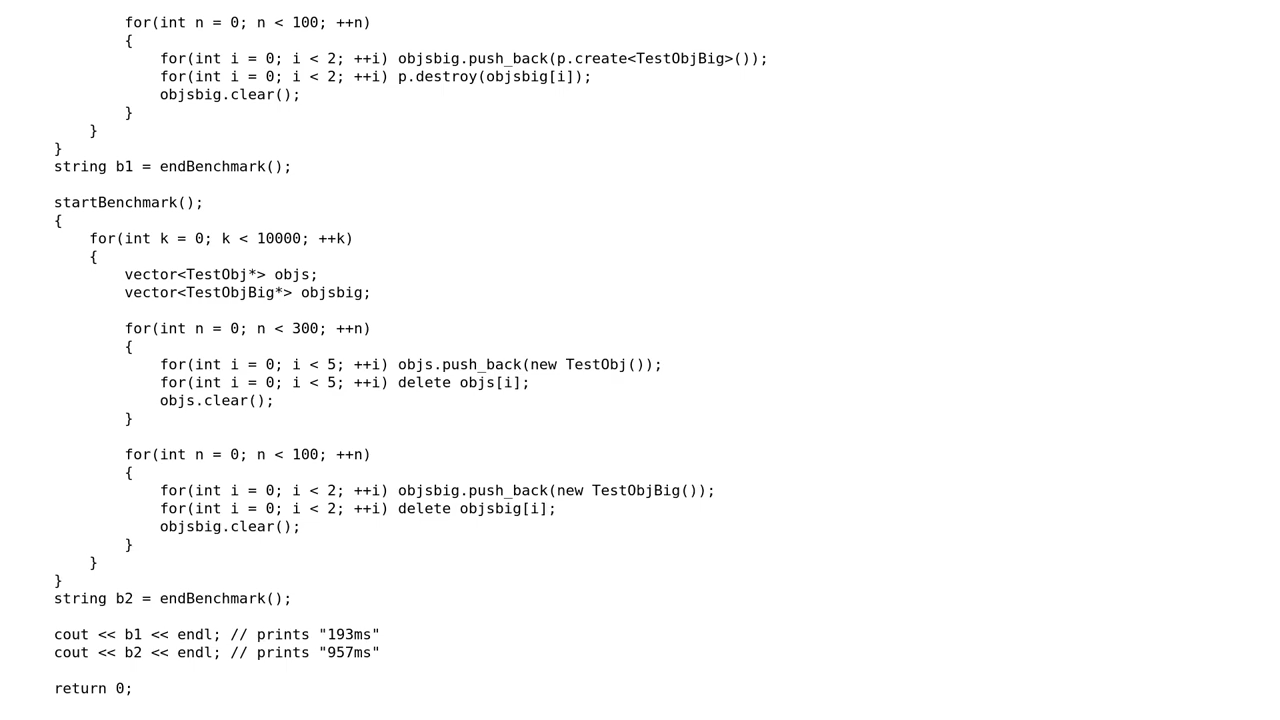 for(int n = 0; n < 100; ++n)
        {
            for(int i = 0; i < 2; ++i) objsbig.push_back(p.create<TestObjBig>());
            for(int i = 0; i < 2; ++i) p.destroy(objsbig[i]);
            objsbig.clear();
        }
    }
}
string b1 = endBenchmark();

startBenchmark();
{
    for(int k = 0; k < 10000; ++k)
    {
        vector<TestObj*> objs;
        vector<TestObjBig*> objsbig;

        for(int n = 0; n < 300; ++n)
        {
            for(int i = 0; i < 5; ++i) objs.push_back(new TestObj());
            for(int i = 0; i < 5; ++i) delete objs[i];
            objs.clear();
        }

        for(int n = 0; n < 100; ++n)
        {
            for(int i = 0; i < 2; ++i) objsbig.push_back(new TestObjBig());
            for(int i = 0; i < 2; ++i) delete objsbig[i];
            objsbig.clear();
        }
    }
}
string b2 = endBenchmark();

cout << b1 << endl; // prints "193ms"
cout << b2 << endl; // prints "957ms"

return 0;